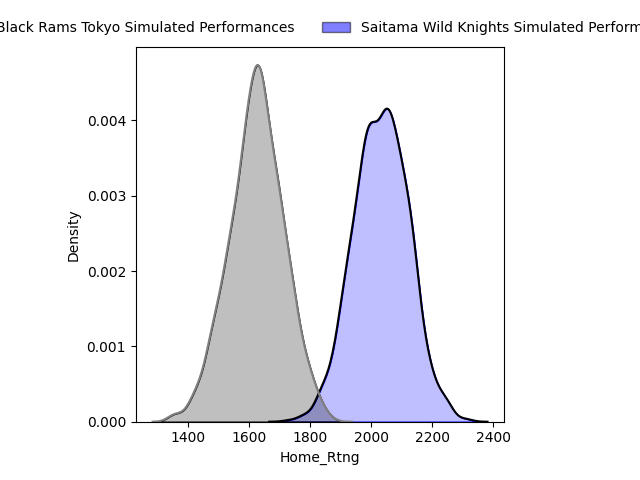 Black Rams Tokyo Simulated Performances
Saitama Wild Knights Simulated Perform
0.004
0.003
0.002
0.001
0.000
Density
1400 1600 1800 2000 2200 2400
Home_Rtng